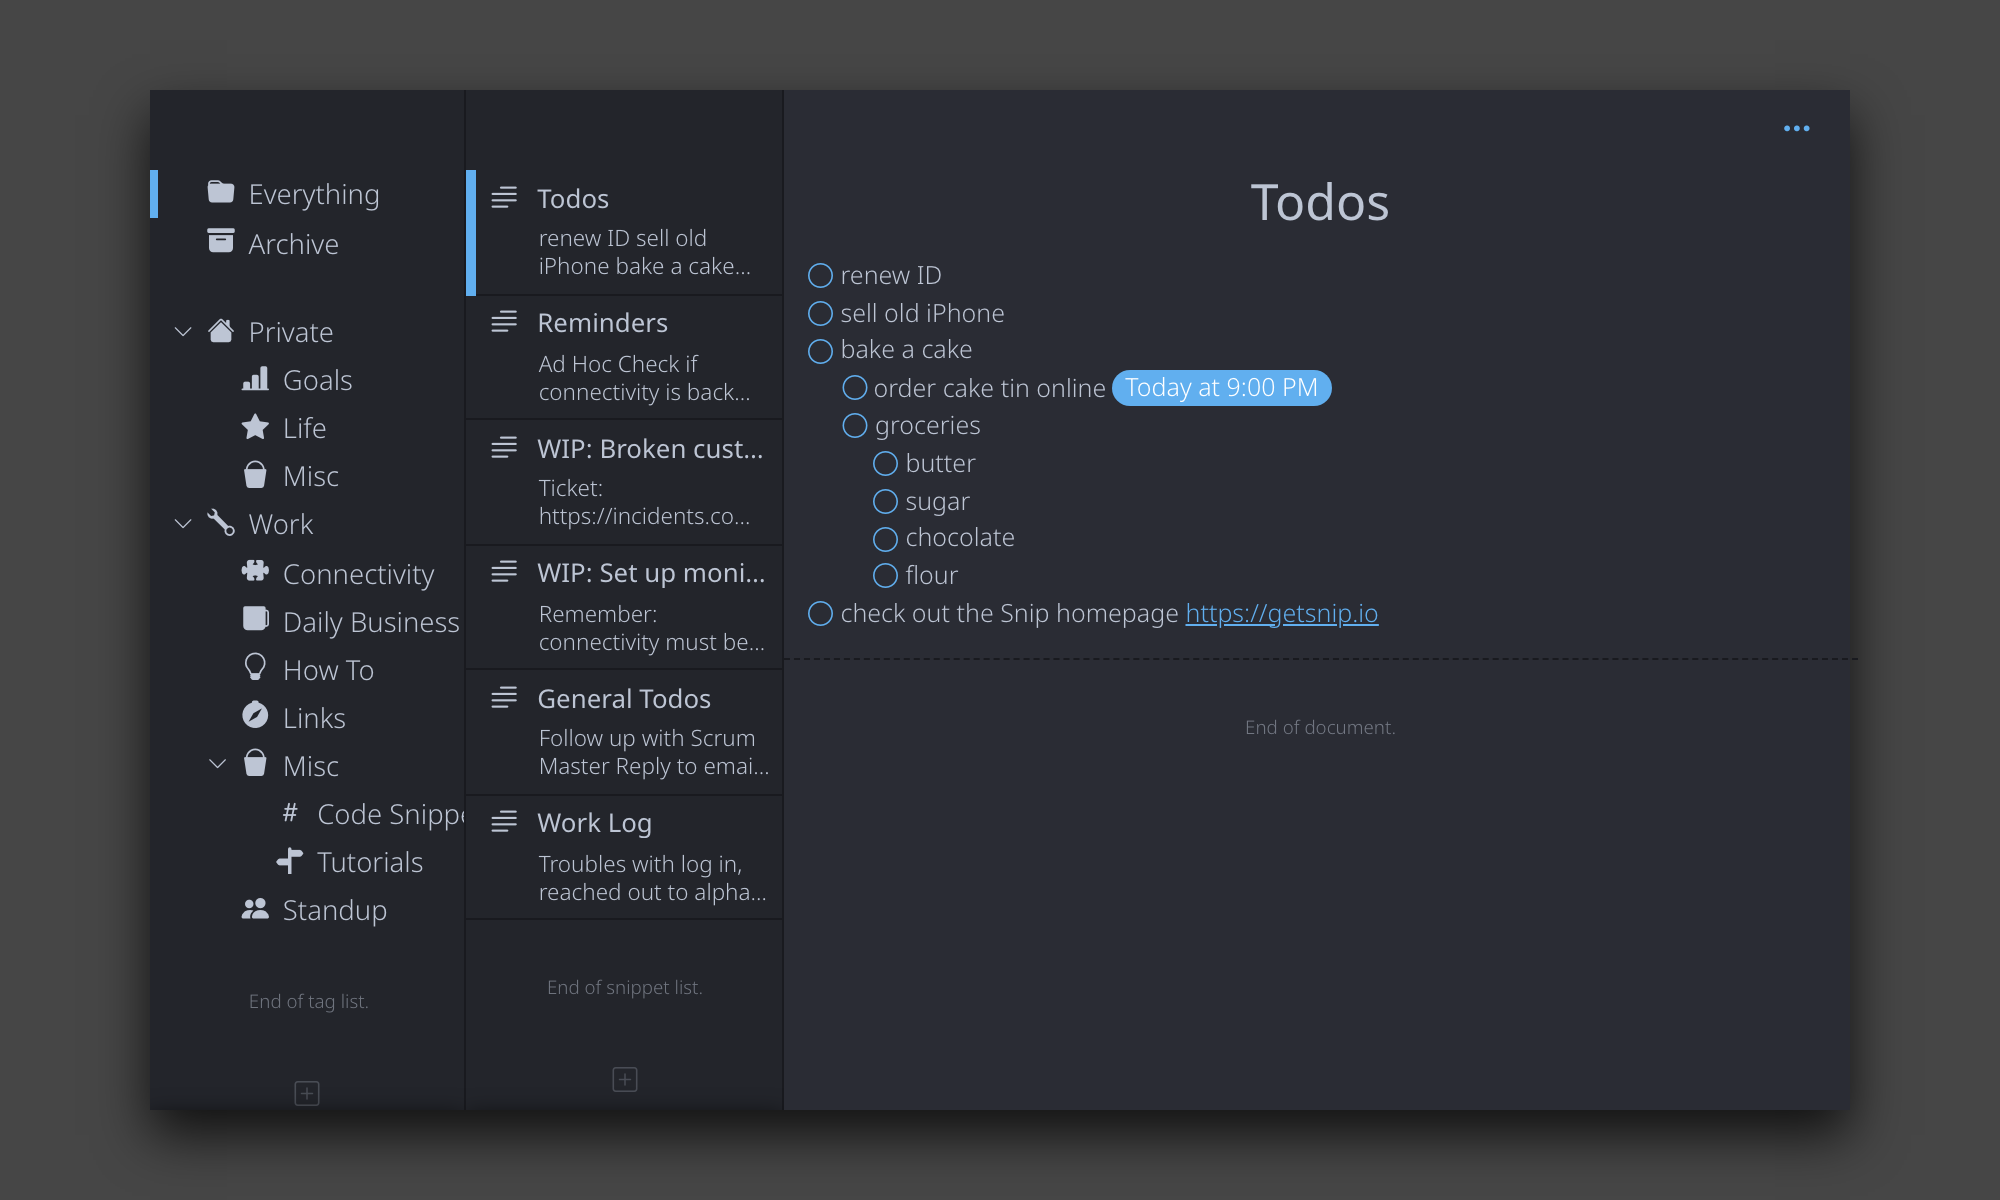 Everything
Archive
Private
Goals
Life
Misc
Work
Connectivity
Daily Business
How To
Links
Misc
# Code Snippe
Tutorials
Standup
End of tag list.
Todos
renew ID sell old
iPhone bake a cake...
Reminders
Ad Hoc Check if
connectivity is back...
WIP: Broken cust...
Ticket:
https://incidents.co...
WIP: Set up moni...
Remember:
connectivity must be...
General Todos
Follow up with Scrum
Master Reply to emai...
Work Log
Troubles with log in,
reached out to alpha...
End of snippet list.
Todos
renew ID
sell old iPhone
bake a cake
order cake tin online Today at 9:00 PM
groceries
butter
sugar
chocolate
flour
check out the Snip homepage https://getsnip.io
End of document.